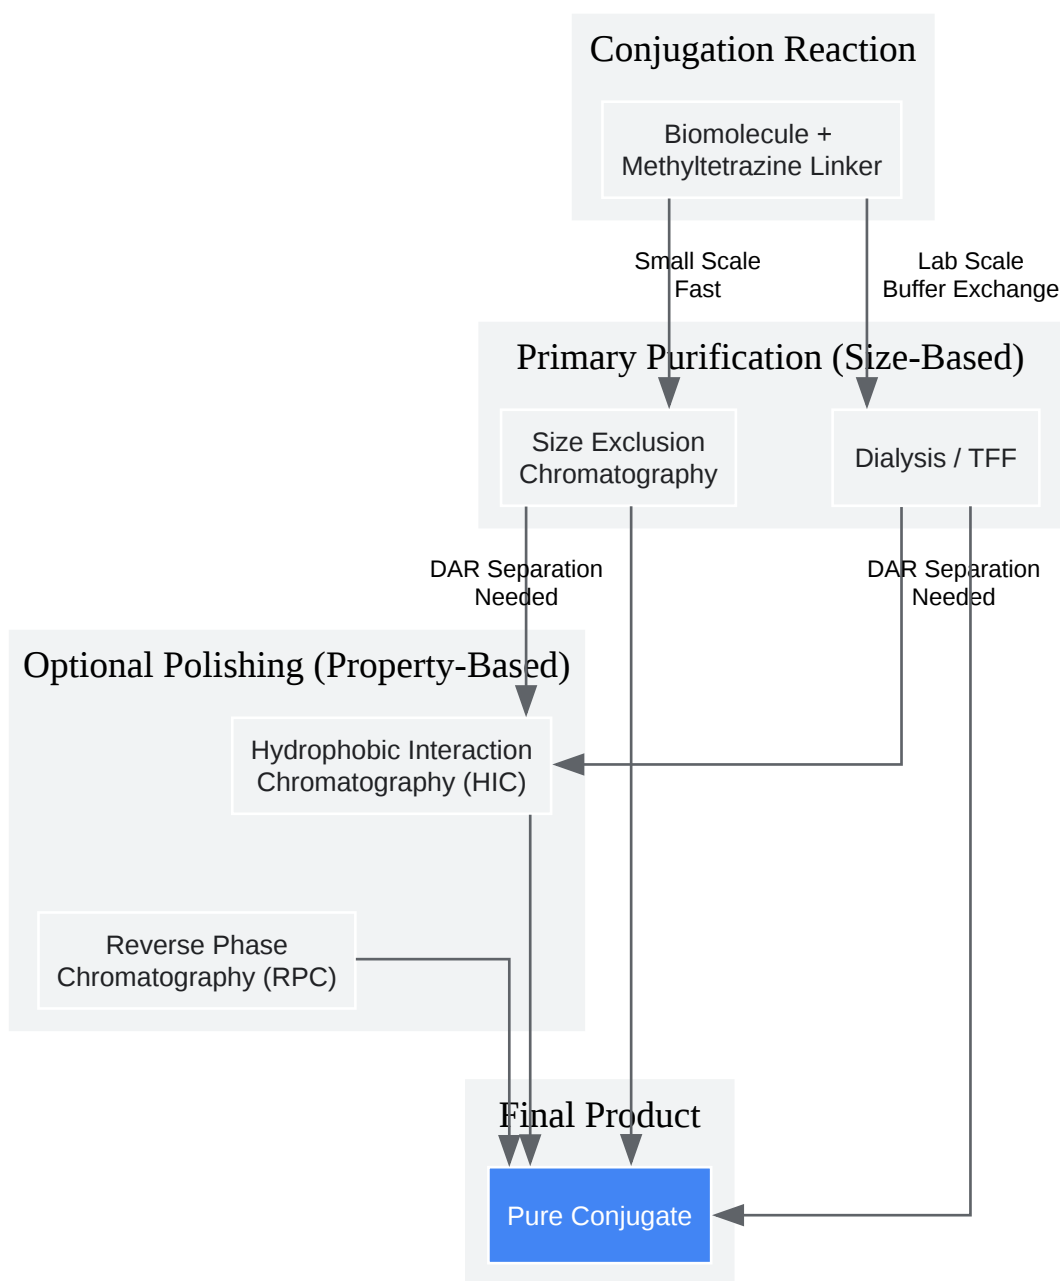 Conjugation Reaction
Biomolecule +
Methyltetrazine Linker
Small Scale
Fast
Lab Scale
Buffer Exchange
Primary Purification (Size-Based)
Size Exclusion
Chromatography
Dialysis / TFF
DAR Separation
Needed
DAR Separation
Needed
Optional Polishing (Property-Based)
Hydrophobic Interaction
Chromatography (HIC)
Reverse Phase
Chromatography (RPC)
Final Product
Pure Conjugate